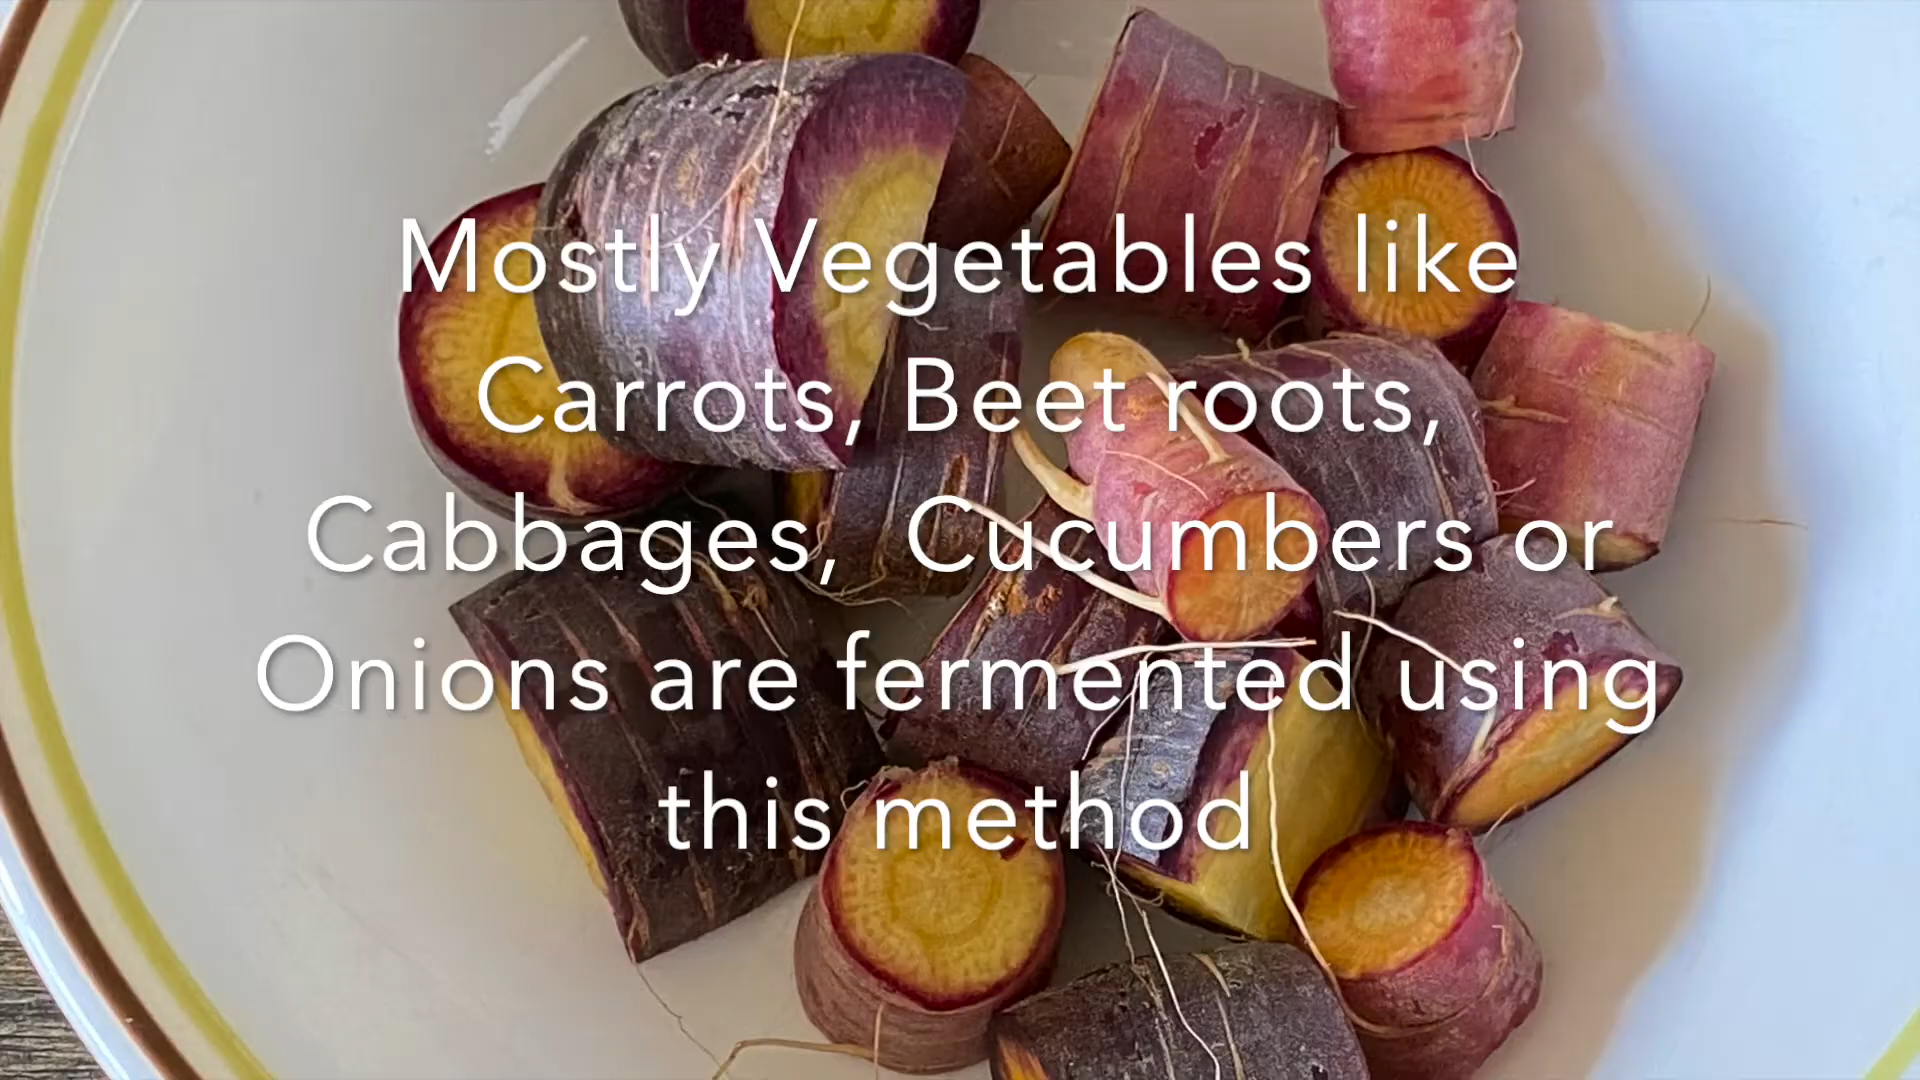 Mostly Vegetables like
Carrots, Beet roots,
Cabbages, Cucumbers or
Onions are fermented using
this method